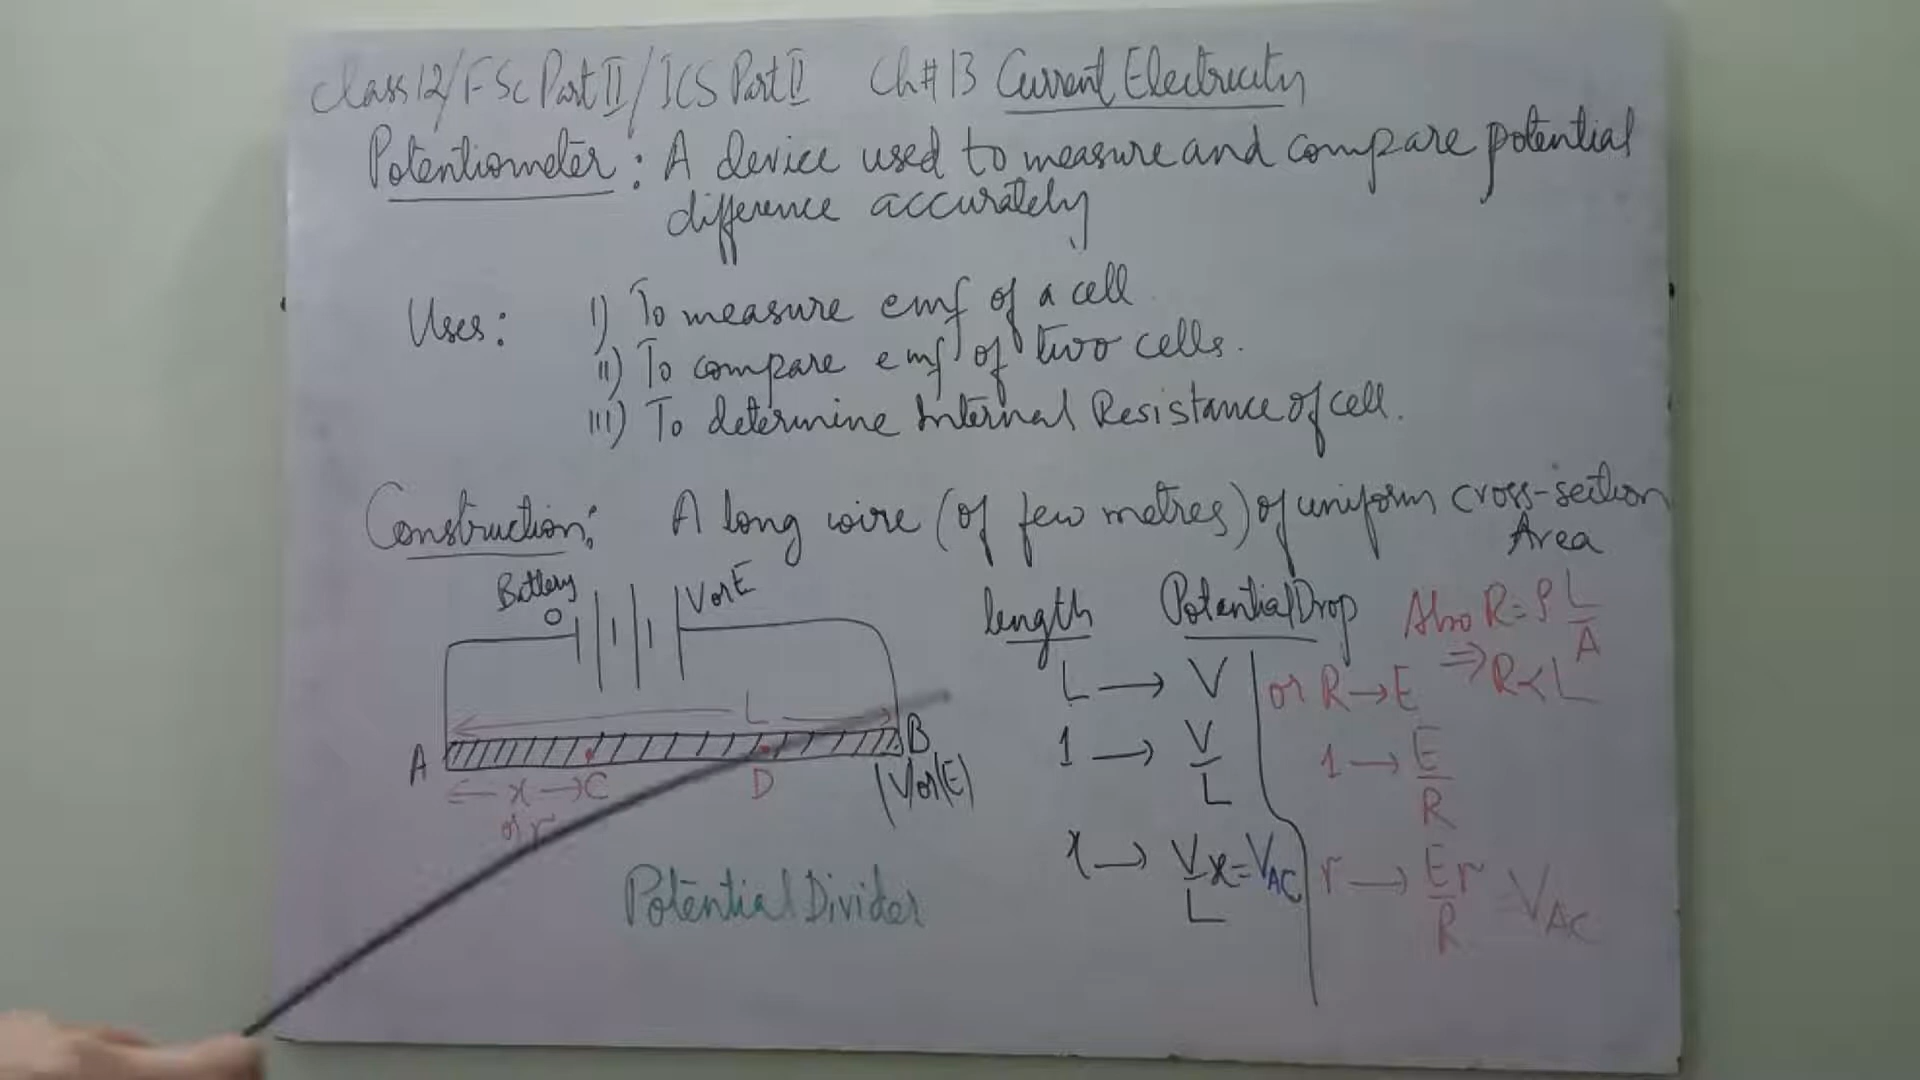 Class 12/FSc Part II/ICS Part II Ch#13 Current Electricity
Potentiometer: A device used to measure and compare potential
difference accurately
Uses: i) To measure emf of a cell
ii) To compare emf of two cells.
iii) To determine Internal Resistance of cell.
Construction: A long wire (of few metres) of uniform cross-section
Area
Battery
O
V or E
L
A
B
← x → C
or r
D
(V or (E)
Potential Divider
length Potential Drop
L → V
1 → V/L
x → V/L x = VAC
or R → E
1 → E/R
r → E/R r = VAC
Also R = ρ L/A
⇒ R ∝ L